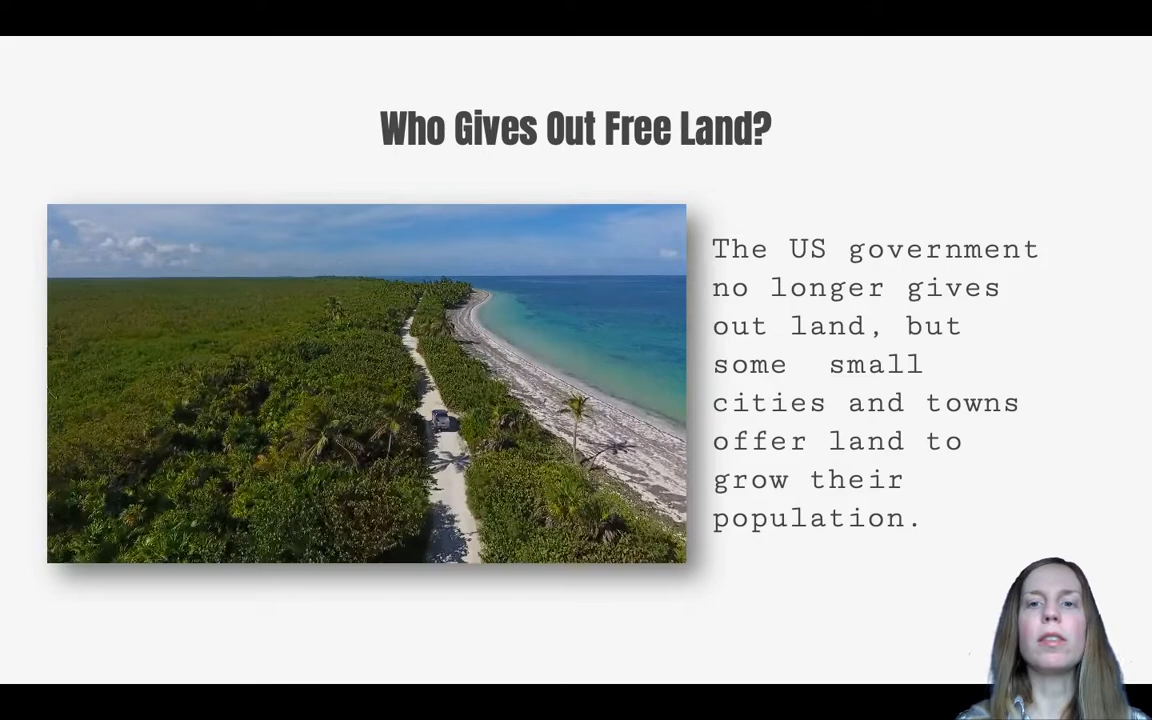 Who Gives Out Free Land?
The US government
no longer gives
out land, but
some small
cities and towns
offer land to
grow their
population.